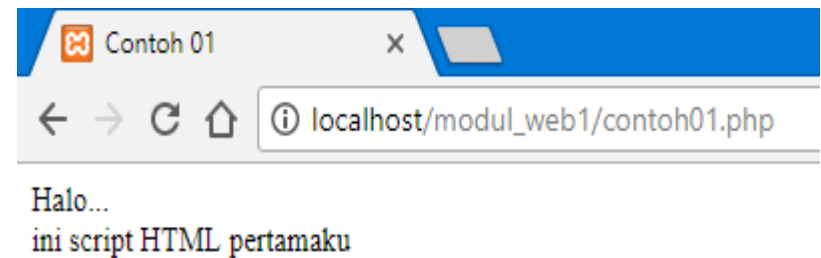 Contoh 01
localhost/modul_web1/contoh01.php
Halo...
ini script HTML pertamaku